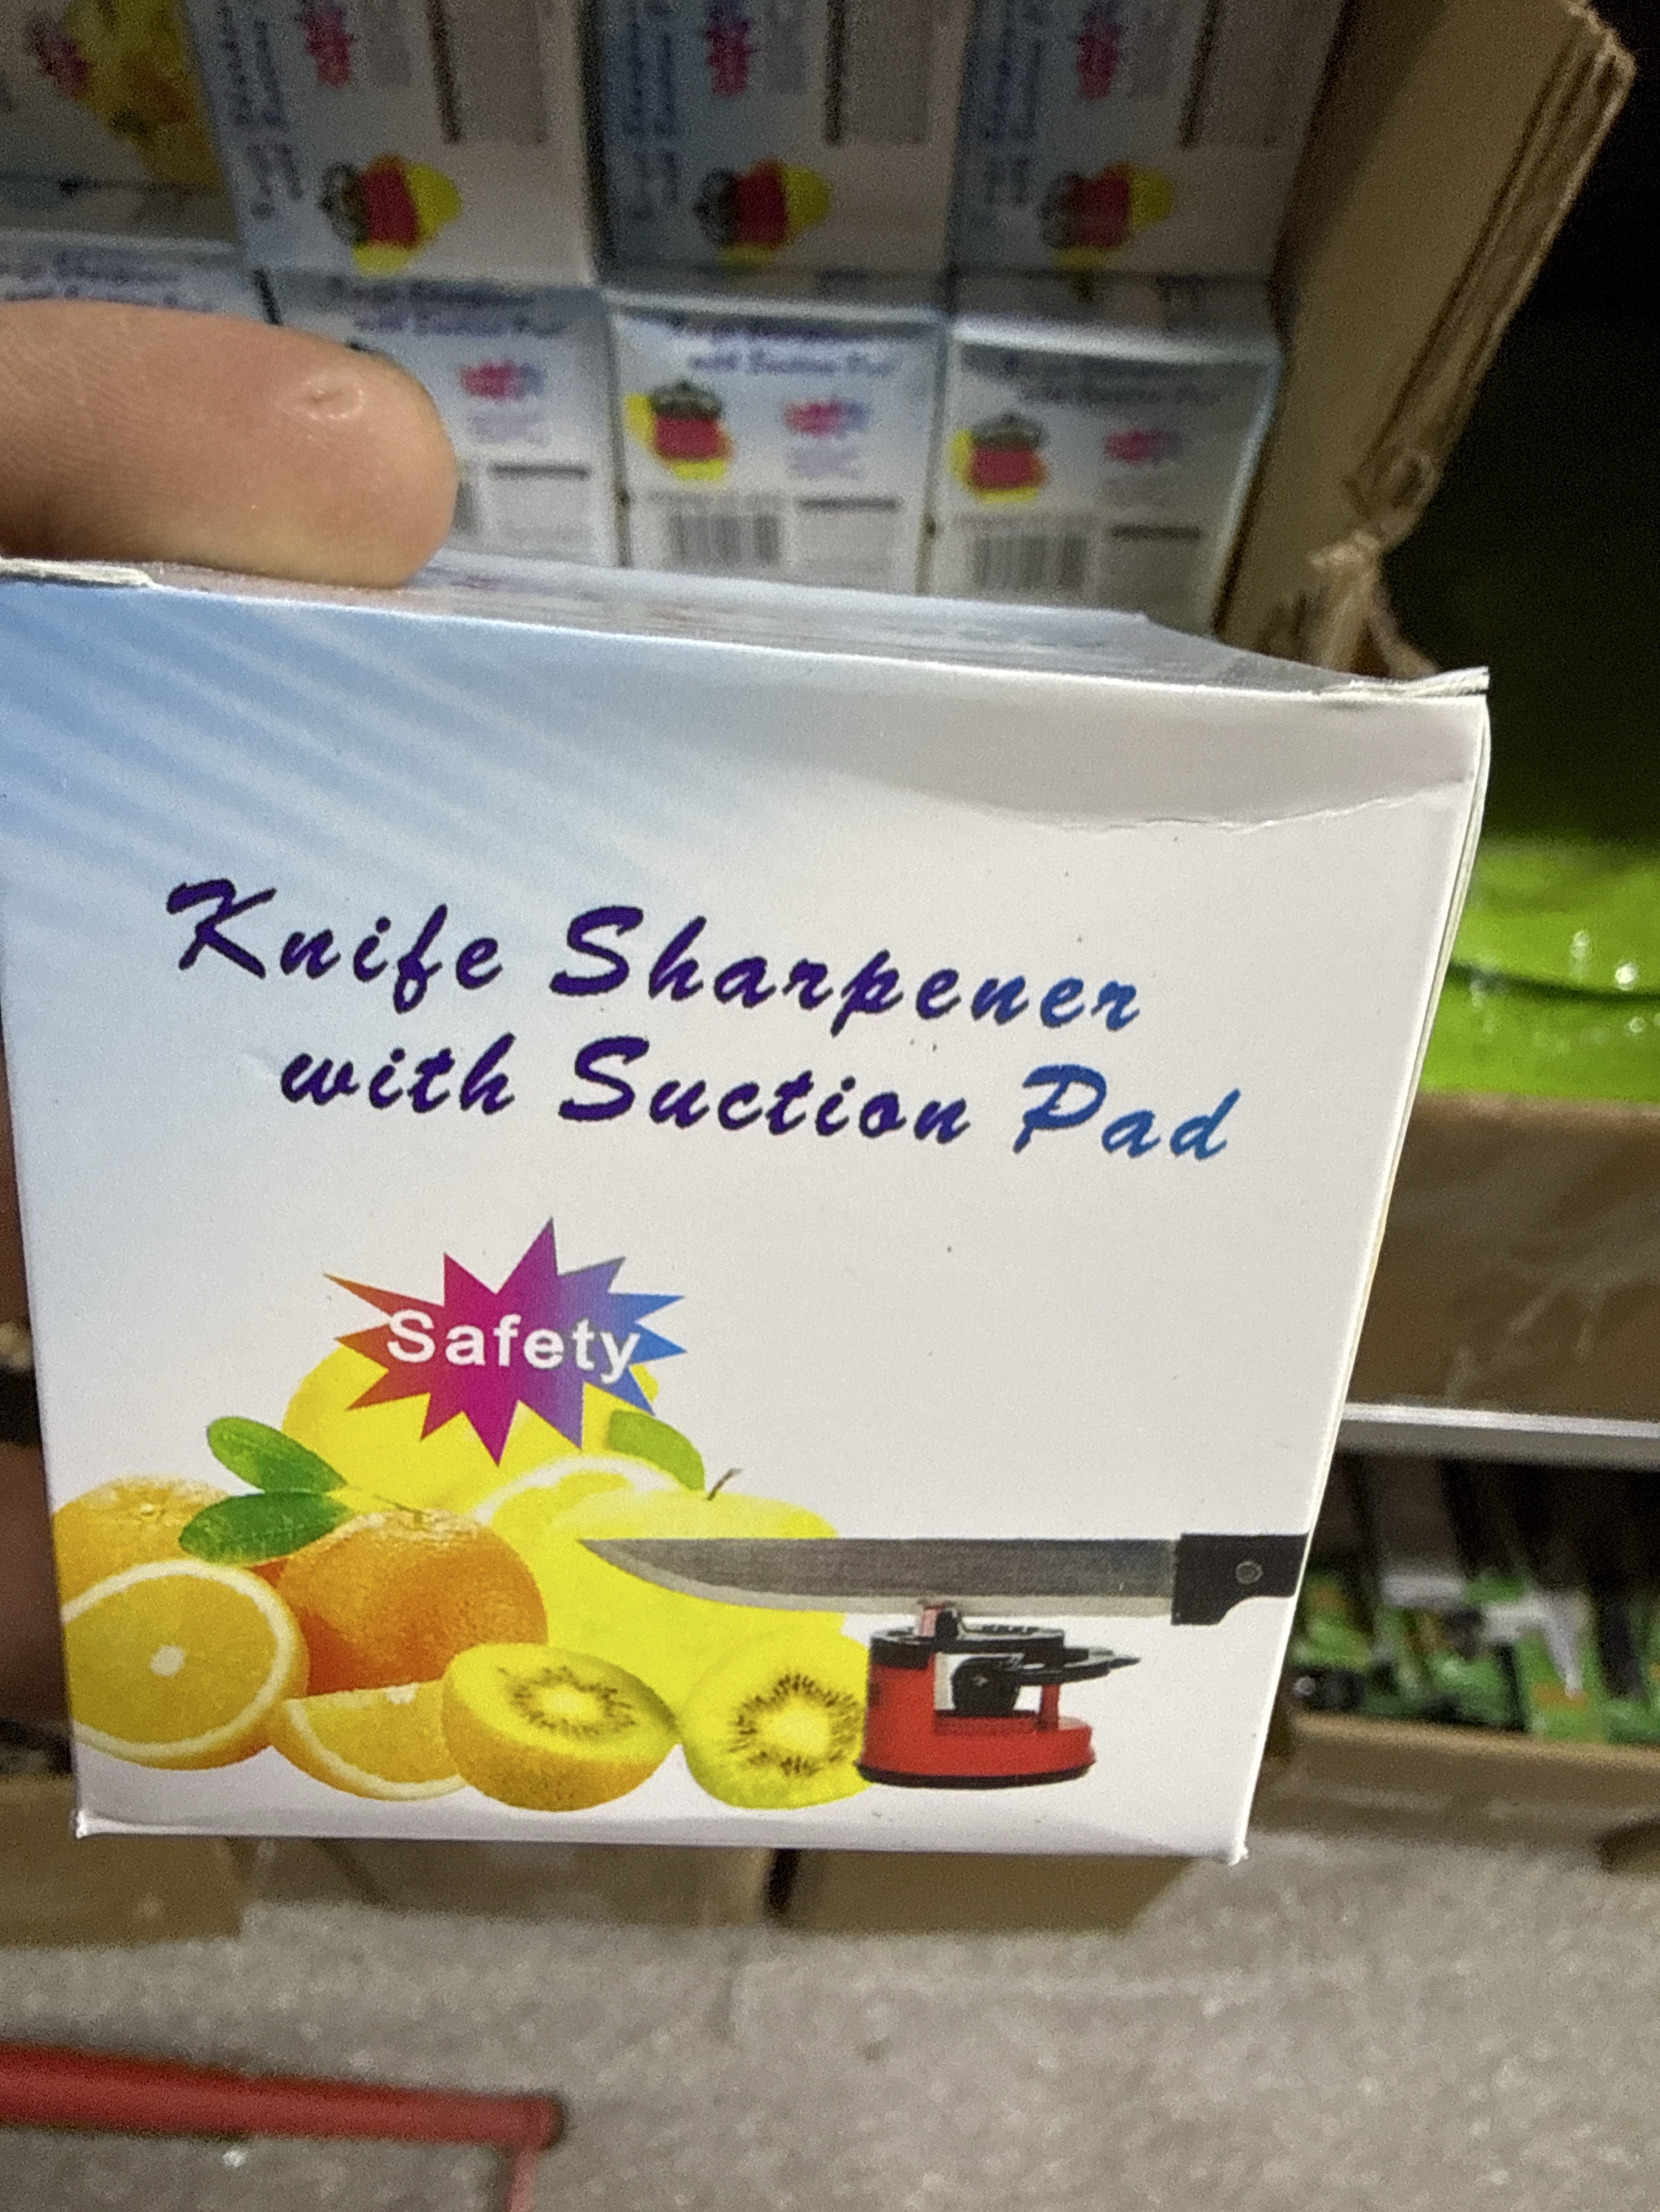 Knife Sharpener
with Suction Pad
Safety